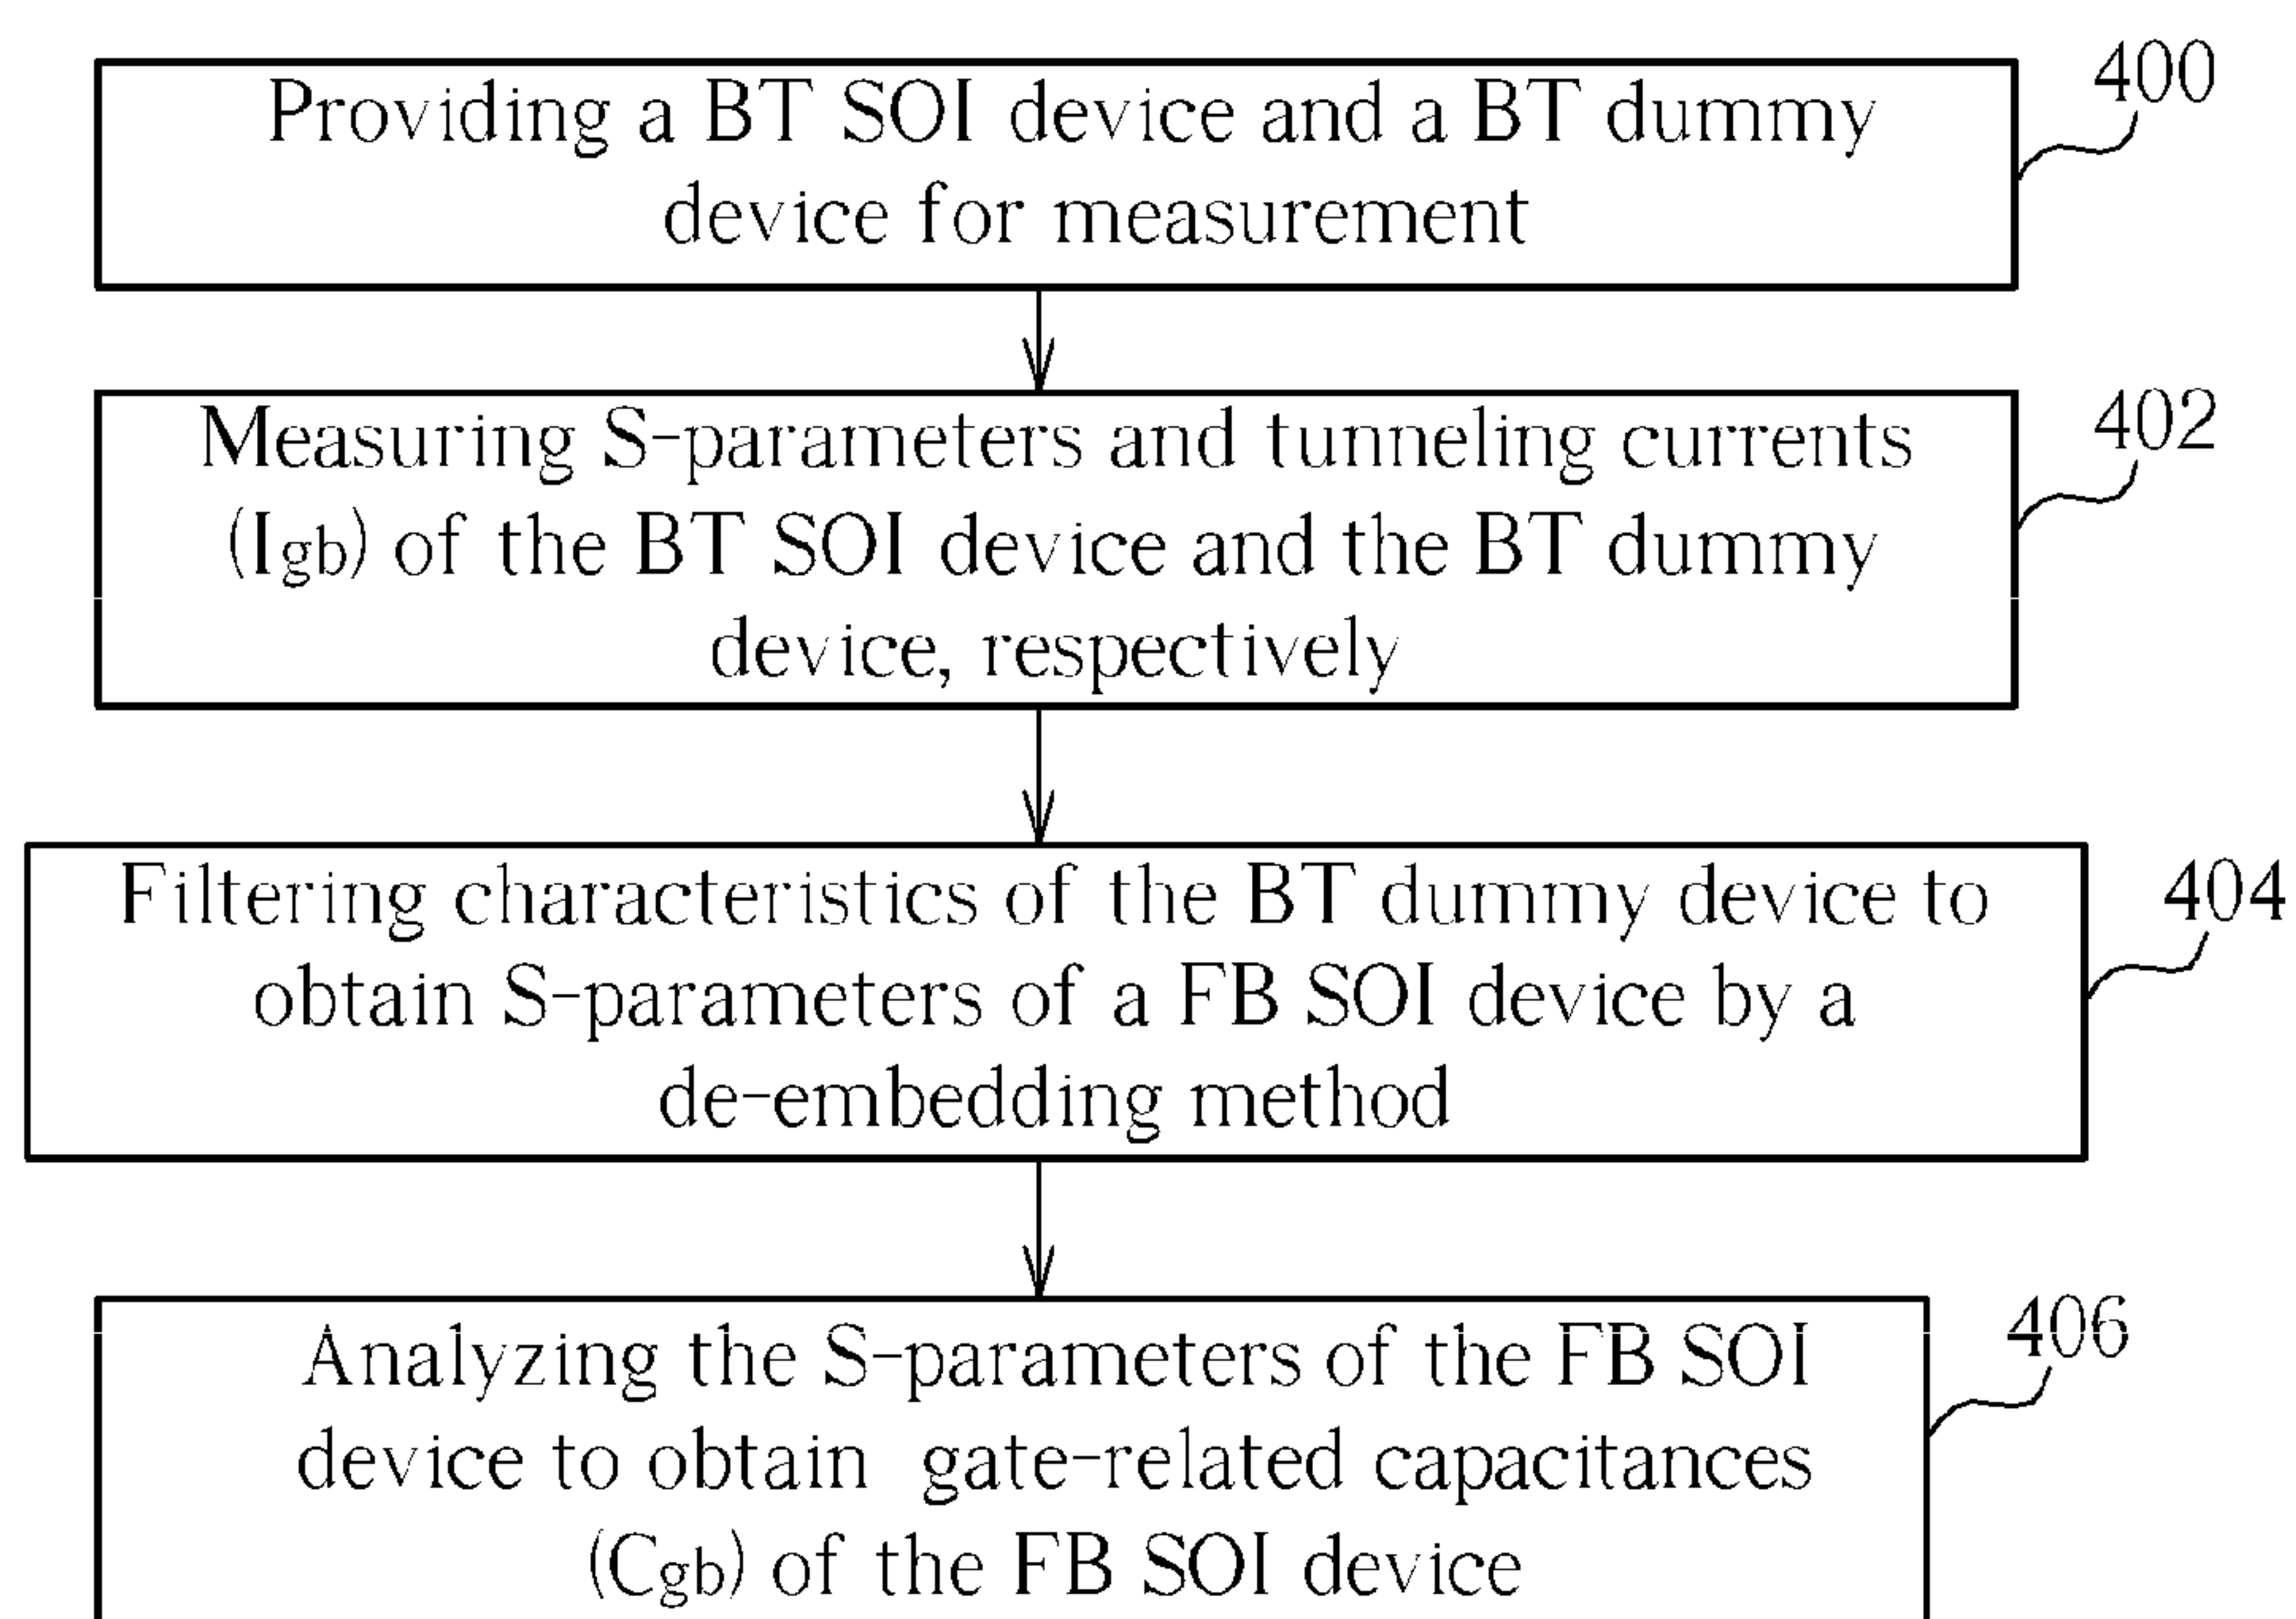 Providing a BT SOI device and a BT dummy
device for measurement
400
Measuring S-parameters and tunneling currents
(Igb) of the BT SOI device and the BT dummy
device, respectively
402
Filtering characteristics of the BT dummy device to
obtain S-parameters of a FB SOI device by a
de-embedding method
404
Analyzing the S-parameters of the FB SOI
device to obtain gate-related capacitances
(Cgb) of the FB SOI device
406